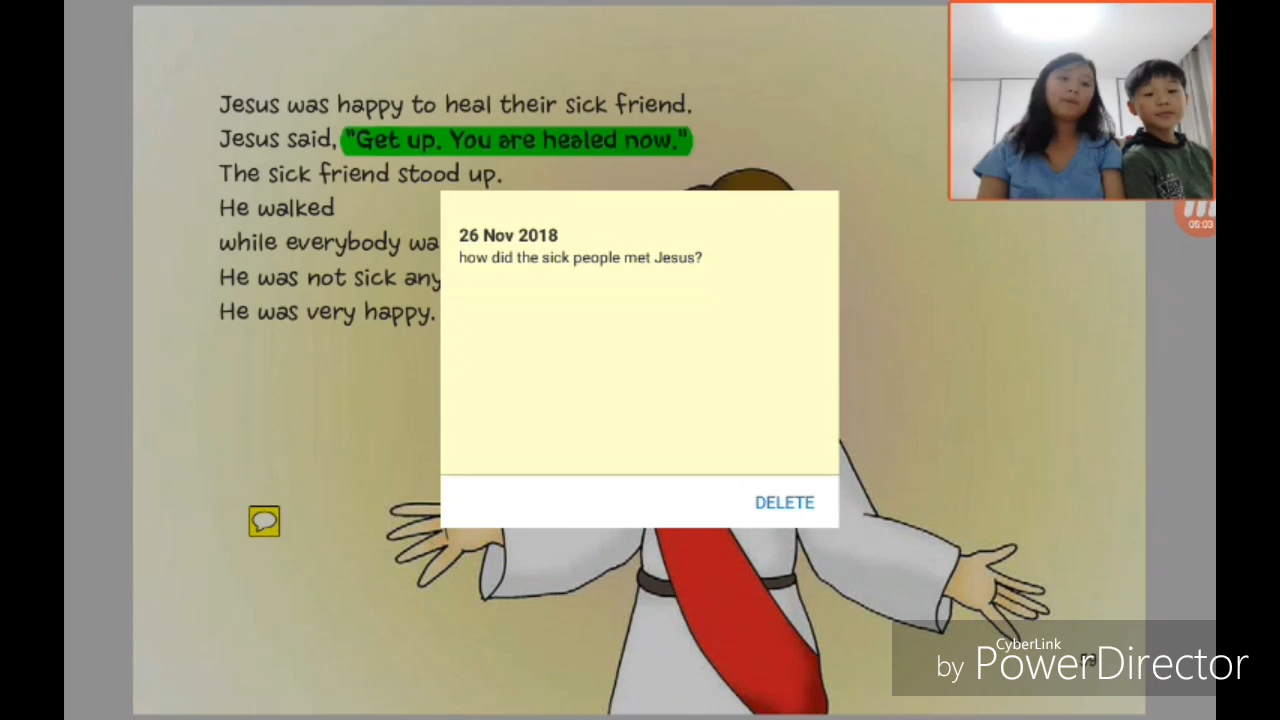 Jesus was happy to heal their sick friend.
Jesus said, "Get up. You are healed now."
The sick friend stood up.
He walked
while everybody wa
He was not sick any
He was very happy.
26 Nov 2018
how did the sick people met Jesus?
DELETE
05:03
CyberLink
by PowerDirector